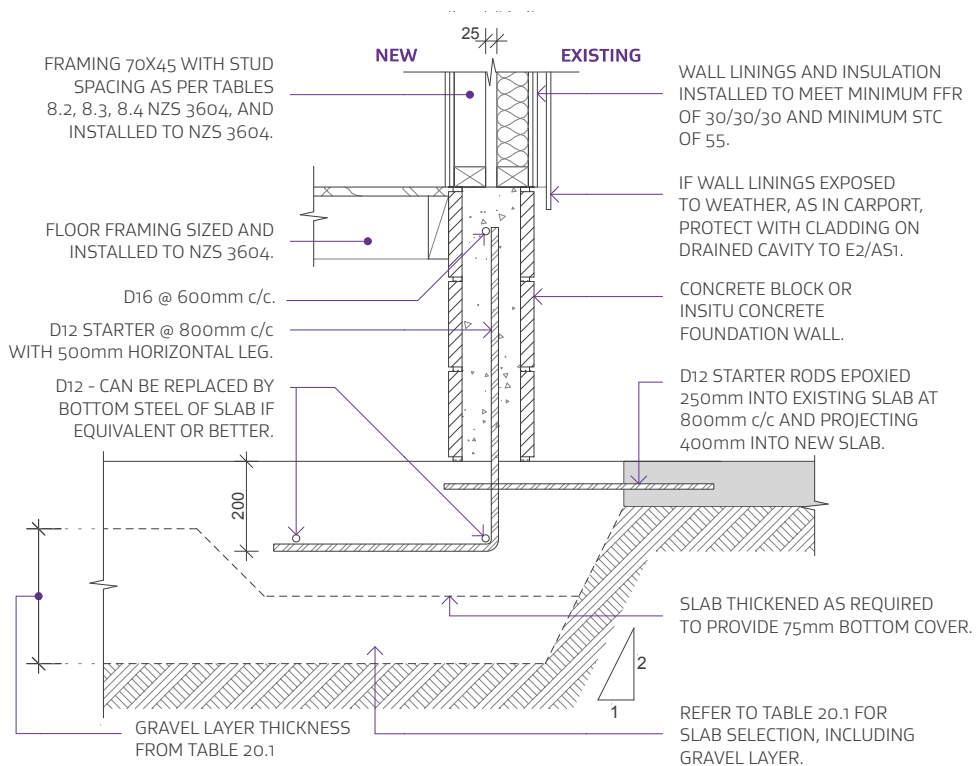 25
NEW
EXISTING
FRAMING 70X45 WITH STUD
SPACING AS PER TABLES
8.2, 8.3, 8.4 NZS 3604, AND
INSTALLED TO NZS 3604.
WALL LININGS AND INSULATION
INSTALLED TO MEET MINIMUM FFR
OF 30/30/30 AND MINIMUM STC
OF 55.
IF WALL LININGS EXPOSED
TO WEATHER, AS IN CARPORT,
PROTECT WITH CLADDING ON
DRAINED CAVITY TO E2/AS1.
FLOOR FRAMING SIZED AND
INSTALLED TO NZS 3604.
D16 @ 600mm c/c.
CONCRETE BLOCK OR
INSITU CONCRETE
FOUNDATION WALL.
D12 STARTER @ 800mm c/c
WITH 500mm HORIZONTAL LEG.
D12 - CAN BE REPLACED BY
BOTTOM STEEL OF SLAB IF
EQUIVALENT OR BETTER.
D12 STARTER RODS EPOXIED
250mm INTO EXISTING SLAB AT
800mm c/c AND PROJECTING
400mm INTO NEW SLAB.
200
SLAB THICKENED AS REQUIRED
TO PROVIDE 75mm BOTTOM COVER.
2
1
GRAVEL LAYER THICKNESS
FROM TABLE 20.1
REFER TO TABLE 20.1 FOR
SLAB SELECTION, INCLUDING
GRAVEL LAYER.